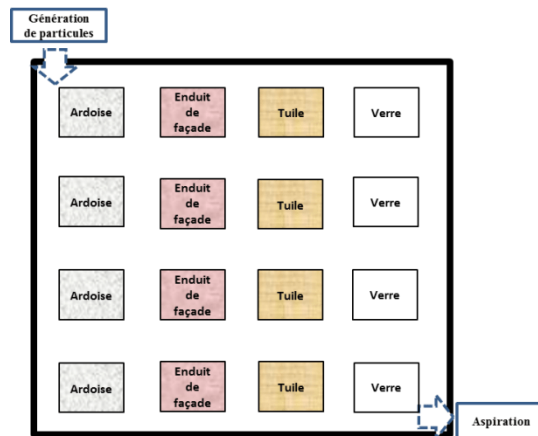 Génération
de particules
Ardoise
Enduit
de
façade
Tuile
Verre
Ardoise
Enduit
de
façade
Tuile
Verre
Ardoise
Enduit
de
façade
Tuile
Verre
Ardoise
Enduit
de
façade
Tuile
Verre
Aspiration